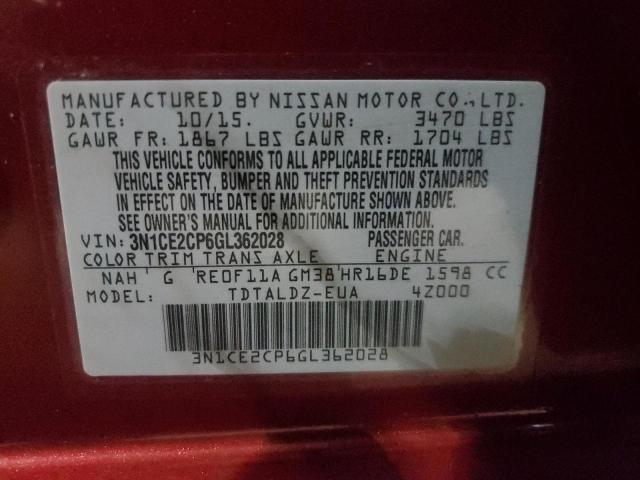 MANUFACTURED BY NISSAN MOTOR CO., LTD.
DATE: 10/15. GVWR: 3470 LBS
GAWR FR: 1867 LBS GAWR RR: 1704 LBS
THIS VEHICLE CONFORMS TO ALL APPLICABLE FEDERAL MOTOR
VEHICLE SAFETY, BUMPER AND THEFT PREVENTION STANDARDS
IN EFFECT ON THE DATE OF MANUFACTURE SHOWN ABOVE.
SEE OWNER'S MANUAL FOR ADDITIONAL INFORMATION.
VIN: 3N1CE2CP6GL362028 PASSENGER CAR.
COLOR TRIM TRANS AXLE ENGINE
NAH G RE0F11A GM38 HR16DE 1598 CC
MODEL: TDTALDZ-EUA 4Z000
3N1CE2CP6GL362028